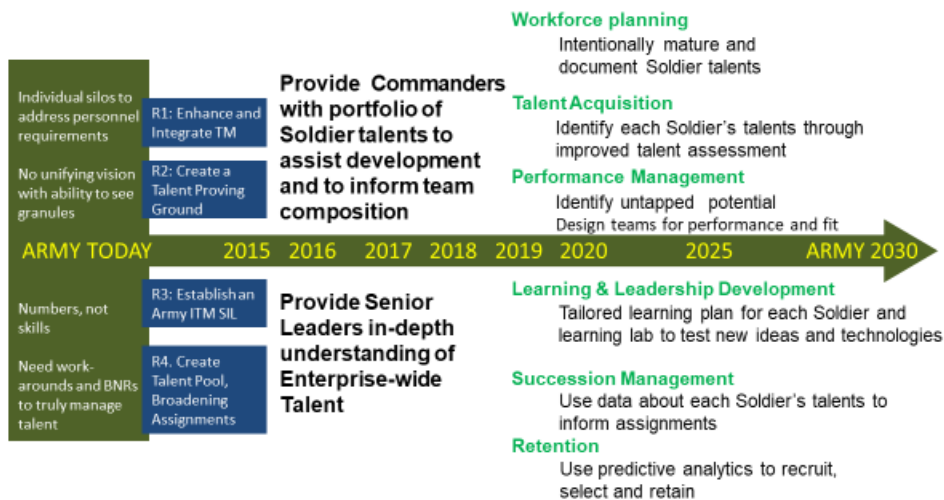 Individual silos to
address personnel
requirements
No unifying vision
with ability to see
granules
R1: Enhance and
Integrate TM
R2: Create a
Talent Proving
Ground
Provide Commanders
with portfolio of
Soldier talents to
assist development
and to inform team
composition
Workforce planning
Intentionally mature and
document Soldier talents
Talent Acquisition
Identify each Soldier's talents through
improved talent assessment
Performance Management
Identify untapped potential
Design teams for performance and fit
ARMY TODAY 2015 2016 2017 2018 2019 2020 2025 ARMY 2030
Numbers, not
skills
Need work-
arounds and BNRs
to truly manage
talent
R3: Establish an
Army ITM SIL
R4. Create
Talent Pool,
Broadening
Assignments
Provide Senior
Leaders in-depth
understanding of
Enterprise-wide
Talent
Learning & Leadership Development
Tailored learning plan for each Soldier and
learning lab to test new ideas and technologies
Succession Management
Use data about each Soldier's talents to
inform assignments
Retention
Use predictive analytics to recruit,
select and retain